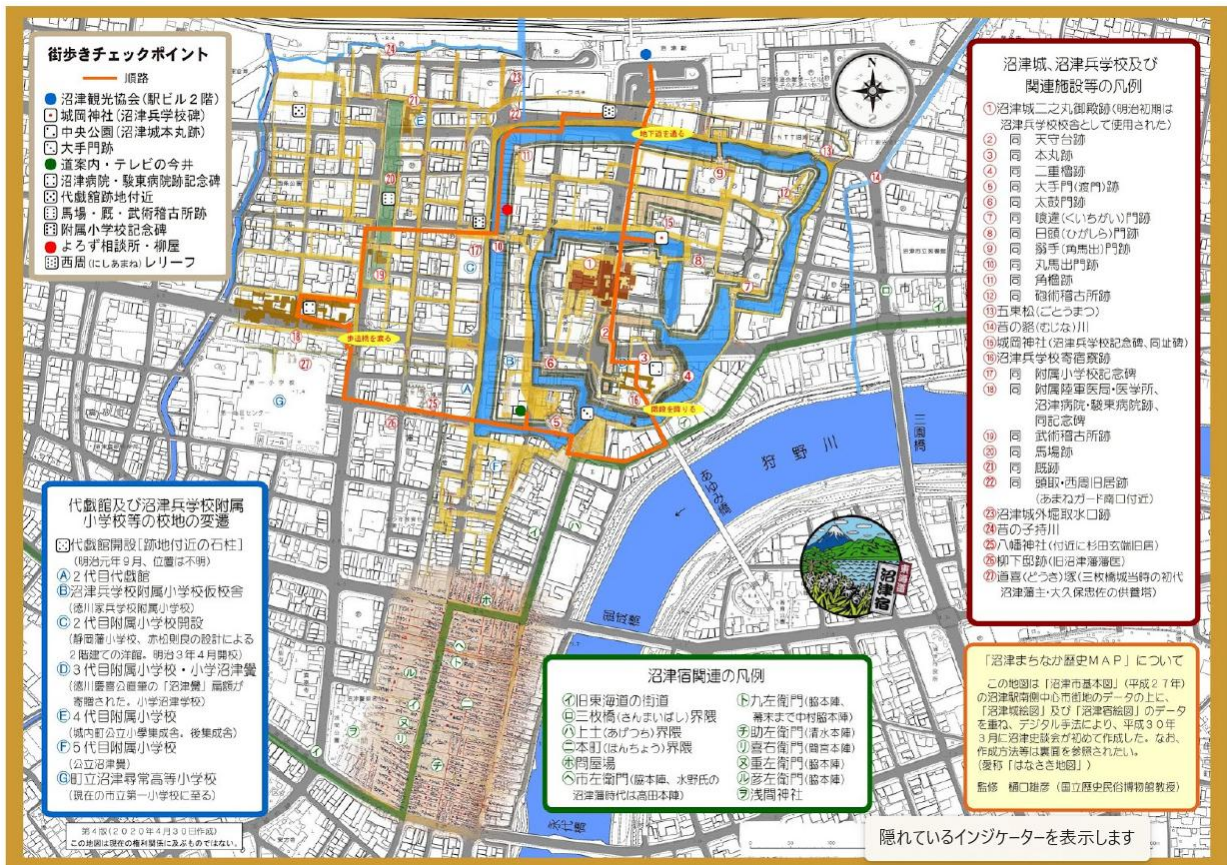 街歩きチェックポイント
順路
沼津観光協会(駅ビル2階)
城岡神社(沼津兵学校碑)
中央公園(沼津城本丸跡)
大手門跡
道案内・テレビの今井
沼津病院・駿東病院跡記念碑
代戯館跡地付近
馬場・厩・武術稽古所跡
附属小学校記念碑
よろず相談所・柳屋
西周(にしあまね)レリーフ
沼津城、沼津兵学校及び
関連施設等の凡例
①沼津城二之丸御殿跡(明治初期は
沼津兵学校校舎として使用された)
② 同 天守台跡
③ 同 本丸跡
④ 同 二重櫓跡
⑤ 同 大手門(渡門)跡
⑥ 同 太鼓門跡
⑦ 同 喰違(くいちがい)門跡
⑧ 同 日頭(ひがしら)門跡
⑨ 同 (角馬出)門跡
⑩ 同 丸馬出門跡
⑪ 同 角櫓跡
⑫ 同 砲術稽古所跡
⑬五東松(ごとうまつ)
⑭昔の狢(むじな)川
⑮城岡神社(沼津兵学校記念碑、同址碑)
⑯沼津兵学校寄宿寮跡
⑰ 同 附属小学校記念碑
⑱ 同 附属陸軍医局・医学所、
沼津病院・駿東病院跡、
同記念碑
⑲ 同 武術稽古所跡
⑳ 同 馬場跡
㉑ 同 厩跡
㉒ 同 頭取・西周旧居跡
(あまねガード南口付近)
㉓沼津城外堀取水口跡
㉔昔の子持川
㉕八幡神社(付近に杉田玄端旧居)
㉖柳下邸跡(旧沼津藩藩医)
㉗道喜(どうき)塚(三枚橋城当時の初代
沼津藩主・大久保忠佐の供養塔)
地下道を通る
歩道橋を渡る
階段を降りる
狩野川
あゆみ橋
三園橋
御成橋
永代橋
沼津宿
代戯館及び沼津兵学校附属
小学校等の校地の変遷
代戯館開設[跡地付近の石柱]
(明治元年9月、位置は不明)
Ⓐ2代目代戯館
Ⓑ沼津兵学校附属小学校仮校舎
(徳川家兵学校附属小学校)
Ⓒ2代目附属小学校開設
(静岡藩小学校、赤松則良の設計による
2階建ての洋館。明治3年4月開校)
Ⓓ3代目附属小学校・小学沼津黌
(徳川慶喜公直筆の「沼津黌」扁額が
寄贈された。小学沼津学校)
Ⓔ4代目附属小学校
(城内町公立小學集成舎。後集成舎)
Ⓕ5代目附属小学校
(公立沼津黌)
Ⓖ町立沼津尋常高等小学校
(現在の市立第一小学校に至る)
第4版(2020年4月30日作成)
この地図は現在の権利関係に及ぶものではない。
沼津宿関連の凡例
㋑旧東海道の街道
㋺三枚橋(さんまいばし)界隈
㋩上土(あげつち)界隈
㋥本町(ほんちょう)界隈
㋭問屋場
㋬市左衛門(脇本陣、水野氏の
沼津藩時代は高田本陣)
㋣九左衛門(脇本陣、
幕末まで中村脇本陣)
㋠助左衛門(清水本陣)
㋷喜右衛門(間宮本陣)
㋦重左衛門(脇本陣)
㋸彦左衛門(脇本陣)
㋾浅間神社
「沼津まちなか歴史MAP」について
この地図は「沼津市基本図」(平成27年)
の沼津駅南側中心市街地のデータの上に、
「沼津城絵図」及び「沼津宿絵図」のデータ
を重ね、デジタル手法により、平成30年
3月に沼津史談会が初めて作成した。なお、
作成方法等は裏面を参照されたい。
(愛称「はなさき地図」)
監修 樋口雄彦(国立歴史民俗博物館教授)
隠れているインジケーターを表示します